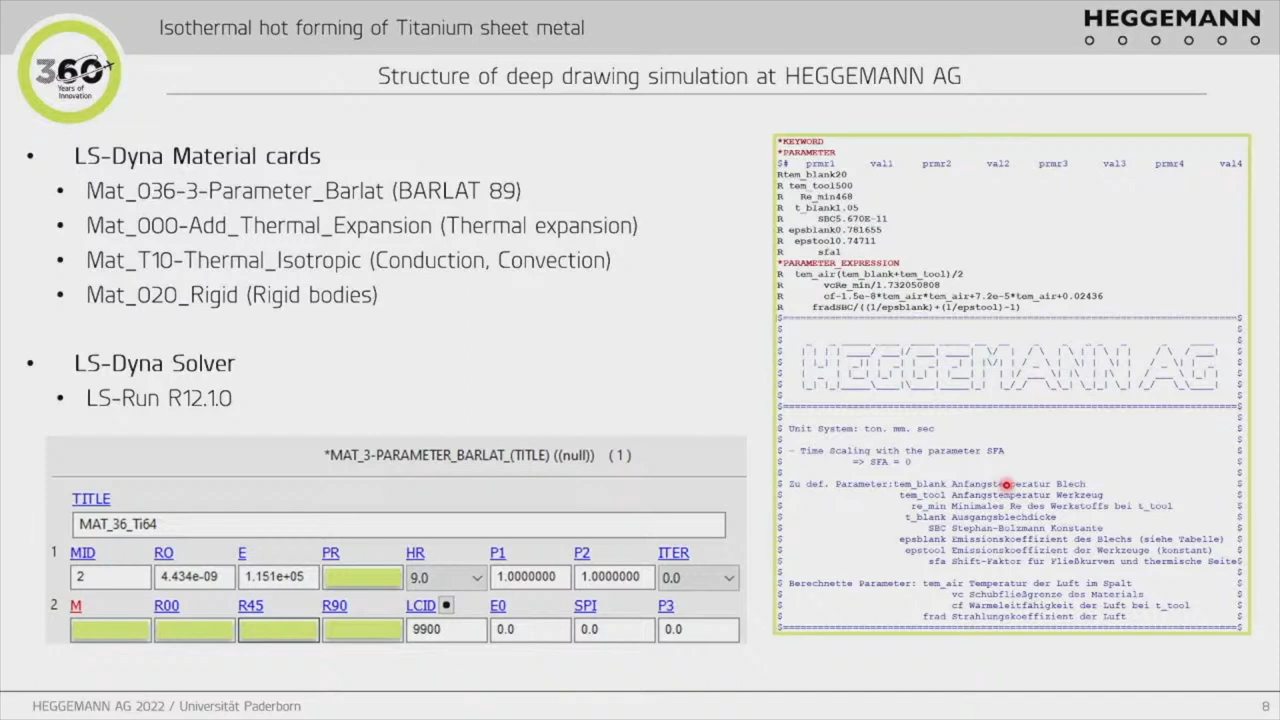 Isothermal hot forming of Titanium sheet metal
HEGGEMANN
360
Years of
Innovation
Structure of deep drawing simulation at HEGGEMANN AG
• LS-Dyna Material cards
• Mat_036-3-Parameter_Barlat (BARLAT 89)
• Mat_000-Add_Thermal_Expansion (Thermal expansion)
• Mat_T10-Thermal_Isotropic (Conduction, Convection)
• Mat_020_Rigid (Rigid bodies)
• LS-Dyna Solver
• LS-Run R12.1.0
*MAT_3-PARAMETER_BARLAT_(TITLE) ((null)) (1)
TITLE
MAT_36_Ti64
1 MID RO E PR HR P1 P2 ITER
2 4.434e-09 1.151e+05 9.0 1.0000000 1.0000000 0.0
2 M R00 R45 R90 LCID E0 SPI P3
9900 0.0 0.0 0.0
*KEYWORD
*PARAMETER
$# prmr1 val1 prmr2 val2 prmr3 val3 prmr4 val4
Rtem_blank20
R tem_tool500
R Re_min468
R t_blank1.05
R SBC5.670E-11
R epsblank0.781655
R epstool0.74711
R sfa1
*PARAMETER_EXPRESSION
R tem_air(tem_blank+tem_tool)/2
R vcRe_min/1.732050808
R cf-1.5e-8*tem_air*tem_air+7.2e-5*tem_air+0.02436
R fradSBC/((1/epsblank)+(1/epstool)-1)
HEGGEMANN AG
$ Unit System: ton. mm. sec $
$ - Time Scaling with the parameter SFA $
$ => SFA = 0 $
$ Zu def. Parameter:tem_blank Anfangstemperatur Blech $
$ tem_tool Anfangstemperatur Werkzeug $
$ re_min Minimales Re des Werkstoffs bei t_tool $
$ t_blank Ausgangsblechdicke $
$ SBC Stephan-Bolzmann Konstante $
$ epsblank Emissionskoeffizient des Blechs (siehe Tabelle) $
$ epstool Emissionskoeffizient der Werkzeuge (konstant) $
$ sfa Shift-Faktor für Fließkurven und thermische Seite$
$ Berechnette Parameter: tem_air Temperatur der Luft im Spalt $
$ vc Schubfließgrenze des Materials $
$ cf Warmeleitfähigkeit der Luft bei t_tool $
$ frad Strahlungskoeffizient der Luft $
HEGGEMANN AG 2022 / Universität Paderborn
8